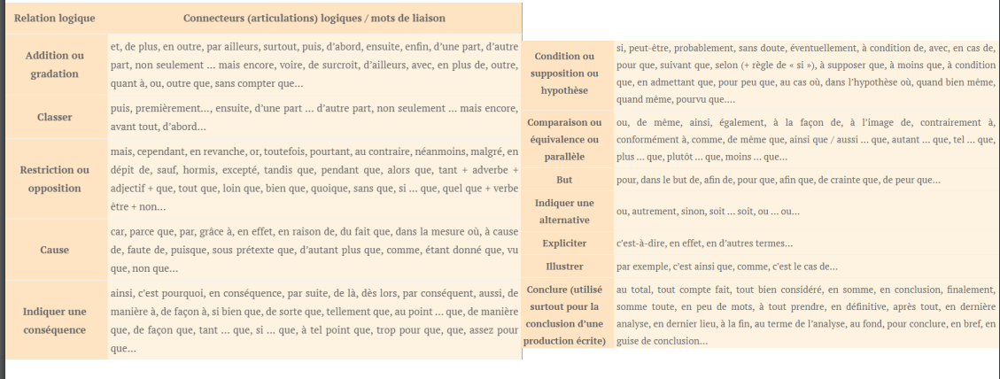 Relation logique
Connecteurs (articulations) logiques / mots de liaison
Addition ou
gradation
et, de plus, en outre, par ailleurs, surtout, puis, d’abord, ensuite, enfin, d’une part, d’autre
part, non seulement ... mais encore, voire, de surcroît, d’ailleurs, avec, en plus de, outre,
quant à, ou, outre que, sans compter que…
Classer
puis, premièrement…, ensuite, d’une part ... d’autre part, non seulement ... mais encore,
avant tout, d’abord…
Restriction ou
opposition
mais, cependant, en revanche, or, toutefois, pourtant, au contraire, néanmoins, malgré, en
dépit de, sauf, hormis, excepté, tandis que, pendant que, alors que, tant + adverbe +
adjectif + que, tout que, loin que, bien que, quoique, sans que, si ... que, quel que + verbe
être + non…
Cause
car, parce que, par, grâce à, en effet, en raison de, du fait que, dans la mesure où, à cause
de, faute de, puisque, sous prétexte que, d’autant plus que, comme, étant donné que, vu
que, non que…
Indiquer une
conséquence
ainsi, c’est pourquoi, en conséquence, par suite, de là, dès lors, par conséquent, aussi, de
manière à, de façon à, si bien que, de sorte que, tellement que, au point ... que, de manière
que, de façon que, tant ... que, si ... que, à tel point que, trop pour que, que, assez pour
que…
Condition ou
supposition ou
hypothèse
si, peut-être, probablement, sans doute, éventuellement, à condition de, avec, en cas de,
pour que, suivant que, selon (+ règle de « si »), à supposer que, à moins que, à condition
que, en admettant que, pour peu que, au cas où, dans l’hypothèse où, quand bien même,
quand même, pourvu que….
Comparaison ou
équivalence ou
parallèle
ou, de même, ainsi, également, à la façon de, à l’image de, contrairement à,
conformément à, comme, de même que, ainsi que / aussi ... que, autant ... que, tel ... que,
plus ... que, plutôt ... que, moins ... que…
But
pour, dans le but de, afin de, pour que, afin que, de crainte que, de peur que…
Indiquer une
alternative
ou, autrement, sinon, soit ... soit, ou ... ou…
Expliciter
c’est-à-dire, en effet, en d’autres termes…
Illustrer
par exemple, c’est ainsi que, comme, c’est le cas de…
Conclure (utilisé
surtout pour la
conclusion d’une
production écrite)
au total, tout compte fait, tout bien considéré, en somme, en conclusion, finalement,
somme toute, en peu de mots, à tout prendre, en définitive, après tout, en dernière
analyse, en dernier lieu, à la fin, au terme de l’analyse, au fond, pour conclure, en bref, en
guise de conclusion…